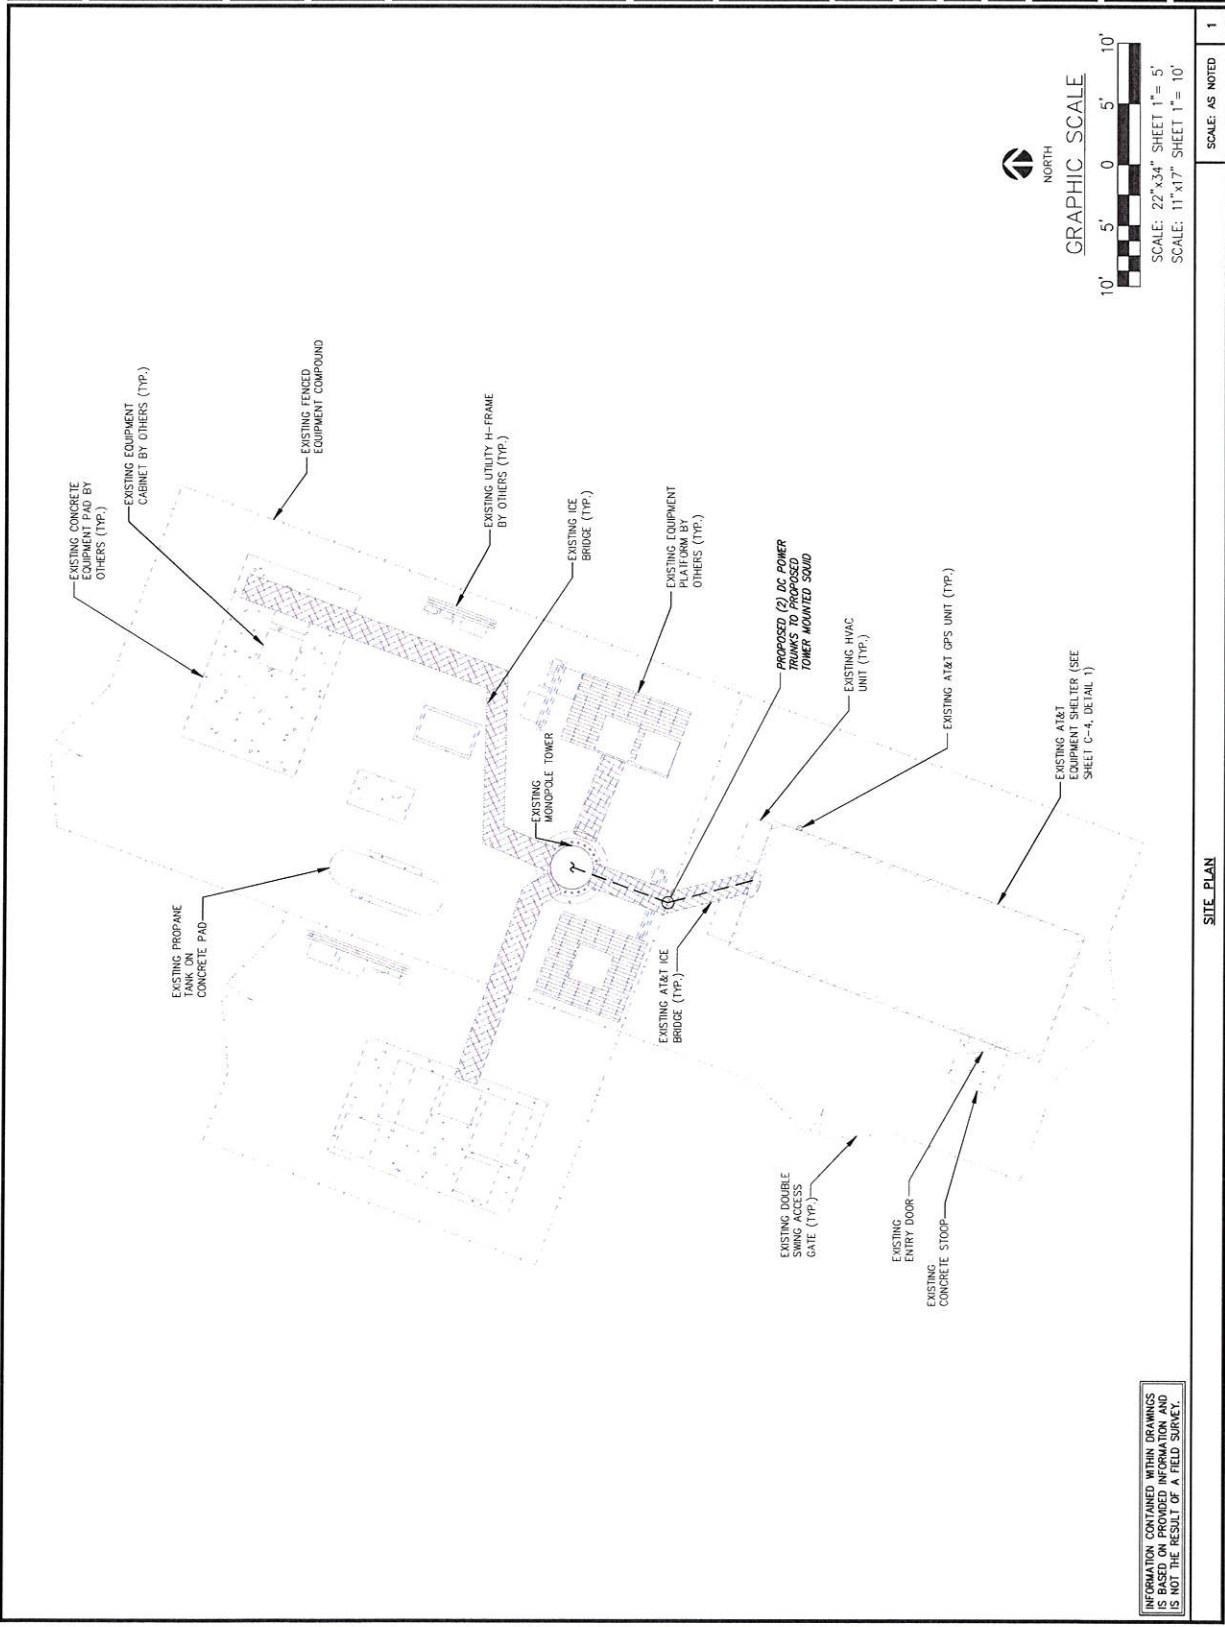 EXISTING CONCRETE
EQUIPMENT PAD BY
OTHERS (TYP.)
EXISTING EQUIPMENT
CABINET BY OTHERS (TYP.)
EXISTING FENCED
EQUIPMENT COMPOUND
EXISTING UTILITY H-FRAME
BY OTHERS (TYP.)
EXISTING ICE
BRIDGE (TYP.)
EXISTING EQUIPMENT
PLATFORM BY
OTHERS (TYP.)
PROPOSED (2) DC POWER
TRUNKS TO PROPOSED
TOWER MOUNTED SQUID
EXISTING HVAC
UNIT (TYP.)
EXISTING AT&T GPS UNIT (TYP.)
EXISTING AT&T
EQUIPMENT SHELTER (SEE
SHEET C-4, DETAIL 1)
EXISTING
MONOPOLE TOWER
EXISTING PROPANE
TANK ON
CONCRETE PAD
EXISTING AT&T ICE
BRIDGE (TYP.)
EXISTING DOUBLE
SWING ACCESS
GATE (TYP.)
EXISTING
ENTRY DOOR
EXISTING
CONCRETE STOOP
NORTH
GRAPHIC SCALE
10' 5' 0 5' 10'
SCALE: 22"x34" SHEET 1"= 5'
SCALE: 11"x17" SHEET 1"= 10'
INFORMATION CONTAINED WITHIN DRAWINGS
IS BASED ON PROVIDED INFORMATION AND
IS NOT THE RESULT OF A FIELD SURVEY.
SITE PLAN
SCALE: AS NOTED
1